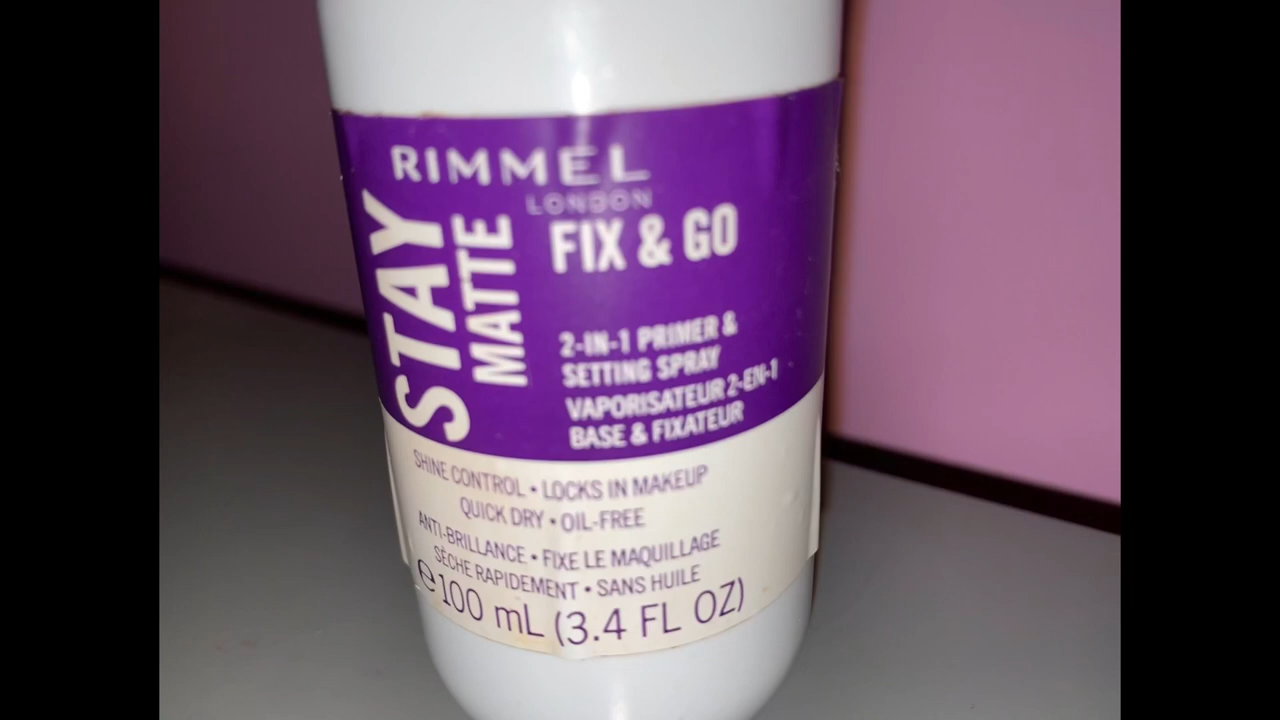 RIMMEL
LONDON
STAY
MATTE
FIX & GO
2-IN-1 PRIMER &
SETTING SPRAY
VAPORISATEUR 2-EN-1
BASE & FIXATEUR
SHINE CONTROL • LOCKS IN MAKEUP
QUICK DRY • OIL-FREE
ANTI-BRILLANCE • FIXE LE MAQUILLAGE
SÈCHE RAPIDEMENT • SANS HUILE
℮100 mL (3.4 FL OZ)